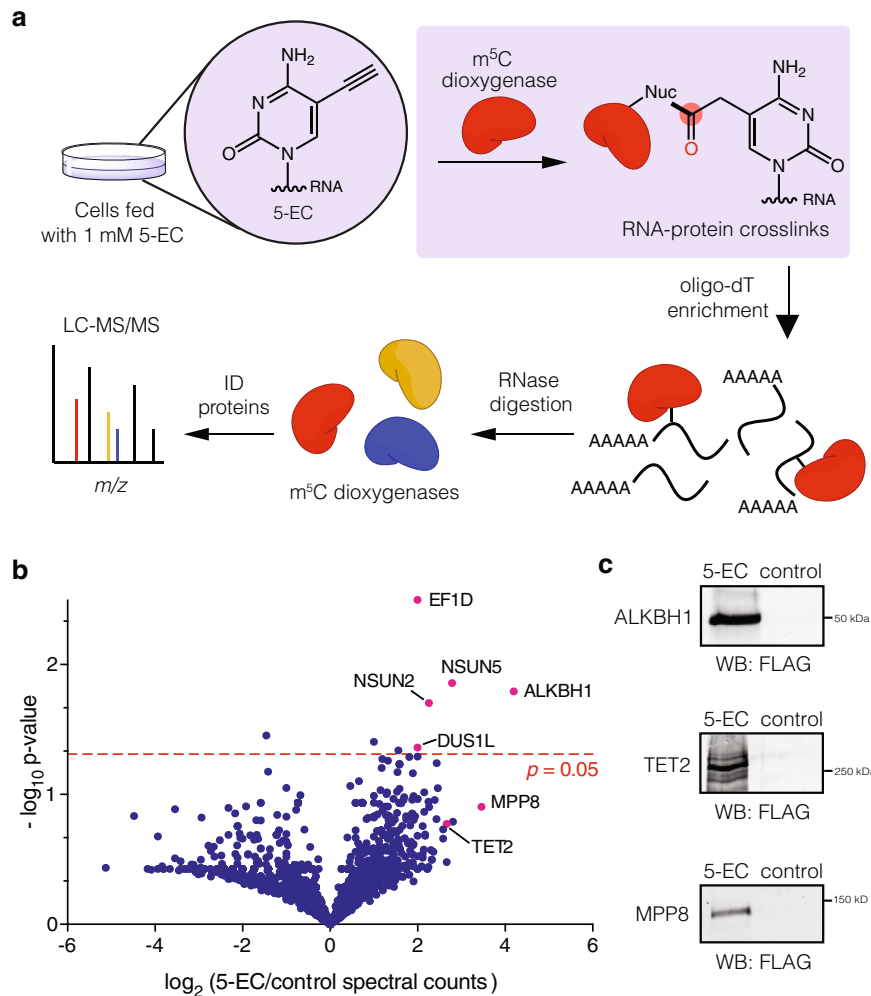 a
NH₂
N
O
N
RNA
5-EC
Cells fed
with 1 mM 5-EC
m⁵C
dioxygenase
Nuc
O
NH₂
N
N
O
RNA
RNA-protein crosslinks
oligo-dT
enrichment
AAAAA
AAAAA
AAAAA
AAAAA
RNase
digestion
m⁵C dioxygenases
ID
proteins
LC-MS/MS
m/z
b
- log₁₀ p-value
2
1
0
EF1D
NSUN5
NSUN2
ALKBH1
DUS1L
p = 0.05
MPP8
TET2
-6 -4 -2 0 2 4 6
log₂ (5-EC/control spectral counts)
c
5-EC control
ALKBH1
50 kDa
WB: FLAG
5-EC control
TET2
250 kDa
WB: FLAG
5-EC control
MPP8
150 kD
WB: FLAG